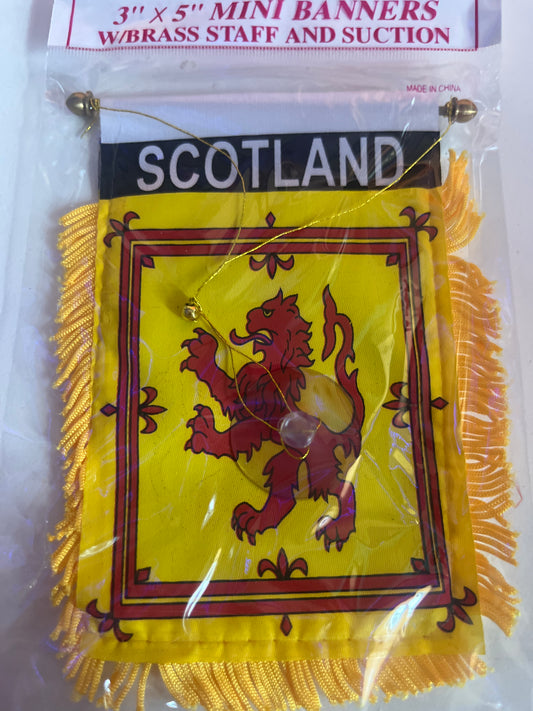 3" x 5" MINI BANNERS
W/BRASS STAFF AND SUCTION
MADE IN CHINA
SCOTLAND